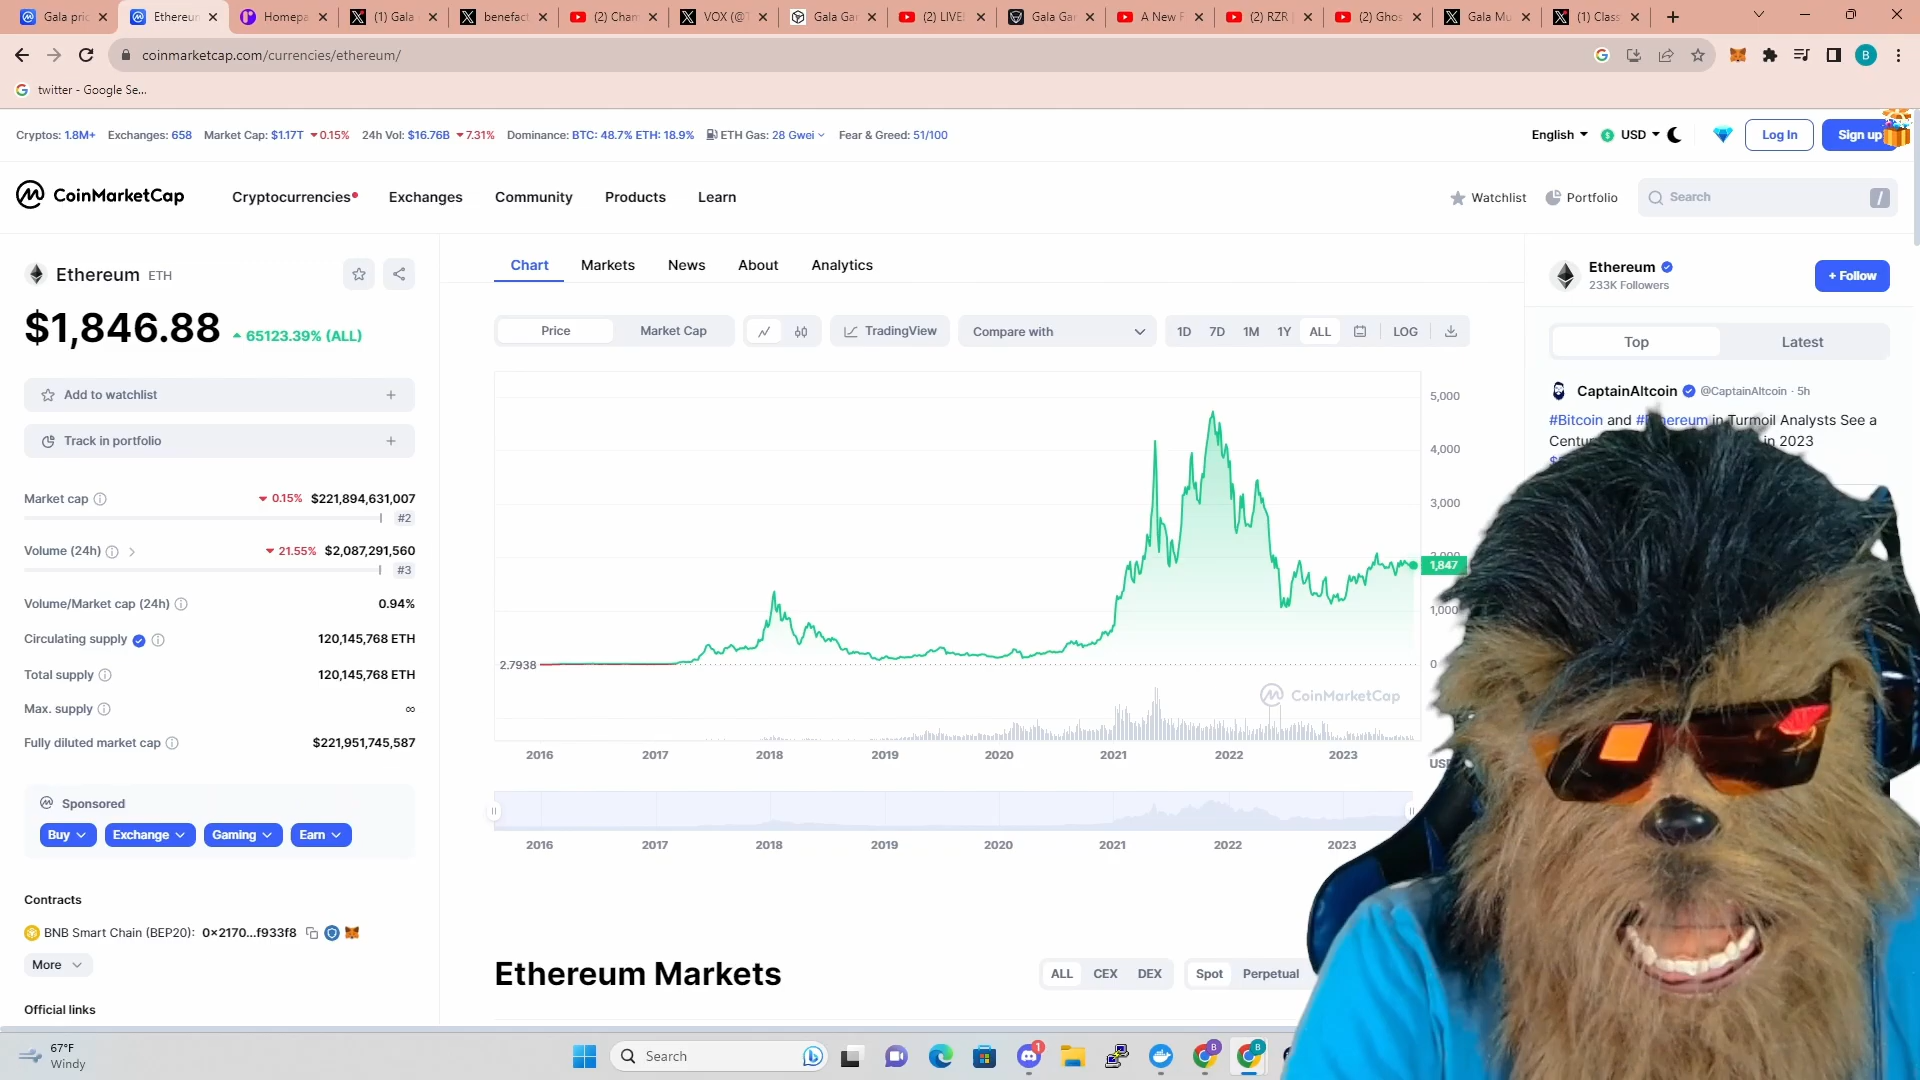 Gala pric
Ethereun
Homepa
(1) Gala
benefact
(2) Cham
VOX (@T
Gala Gar
(2) LIVE!
Gala Gar
A New F
(2) RZR |
(2) Ghos
Gala Mu
(1) Class
coinmarketcap.com/currencies/ethereum/
B
twitter - Google Se...
Cryptos: 1.8M+ Exchanges: 658 Market Cap: $1.17T 0.15% 24h Vol: $16.76B 7.31% Dominance: BTC: 48.7% ETH: 18.9% ETH Gas: 28 Gwei Fear & Greed: 51/100
English USD Log In Sign up
CoinMarketCap Cryptocurrencies Exchanges Community Products Learn
Watchlist Portfolio Search /
Ethereum ETH
$1,846.88 65123.39% (ALL)
Add to watchlist
Track in portfolio
Market cap 0.15% $221,894,631,007
#2
Volume (24h) 21.55% $2,087,291,560
#3
Volume/Market cap (24h) 0.94%
Circulating supply 120,145,768 ETH
Total supply 120,145,768 ETH
Max. supply ∞
Fully diluted market cap $221,951,745,587
Sponsored
Buy Exchange Gaming Earn
Contracts
BNB Smart Chain (BEP20): 0x2170...f933f8
More
Official links
Chart Markets News About Analytics
Price Market Cap TradingView Compare with 1D 7D 1M 1Y ALL LOG
5,000
4,000
3,000
2,000
1,847
1,000
2.7938 0
CoinMarketCap
2016 2017 2018 2019 2020 2021 2022 2023
2016 2017 2018 2019 2020 2021 2022 2023
Ethereum Markets
ALL CEX DEX Spot Perpetual
Ethereum
233K Followers
+ Follow
Top Latest
CaptainAltcoin @CaptainAltcoin · 5h
#Bitcoin and #Ethereum in Turmoil Analysts See a
in 2023
67°F
Windy
Search
1
B
B